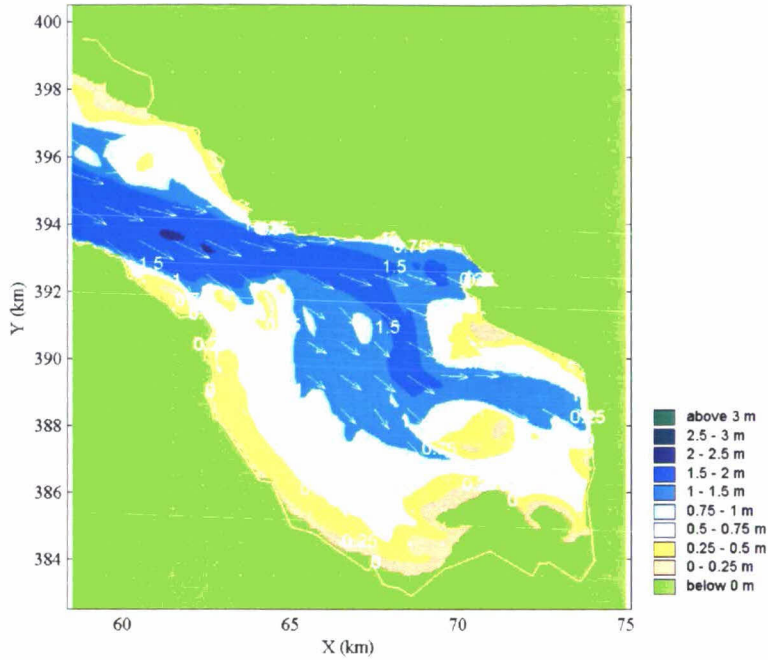 400
398
396
394
392
390
388
386
384
Y (km)
60
65
70
75
X (km)
1.5
1
0.75
1.5
1.5
0.25
0.25
0
0
above 3 m
2.5 - 3 m
2 - 2.5 m
1.5 - 2 m
1 - 1.5 m
0.75 - 1 m
0.5 - 0.75 m
0.25 - 0.5 m
0 - 0.25 m
below 0 m